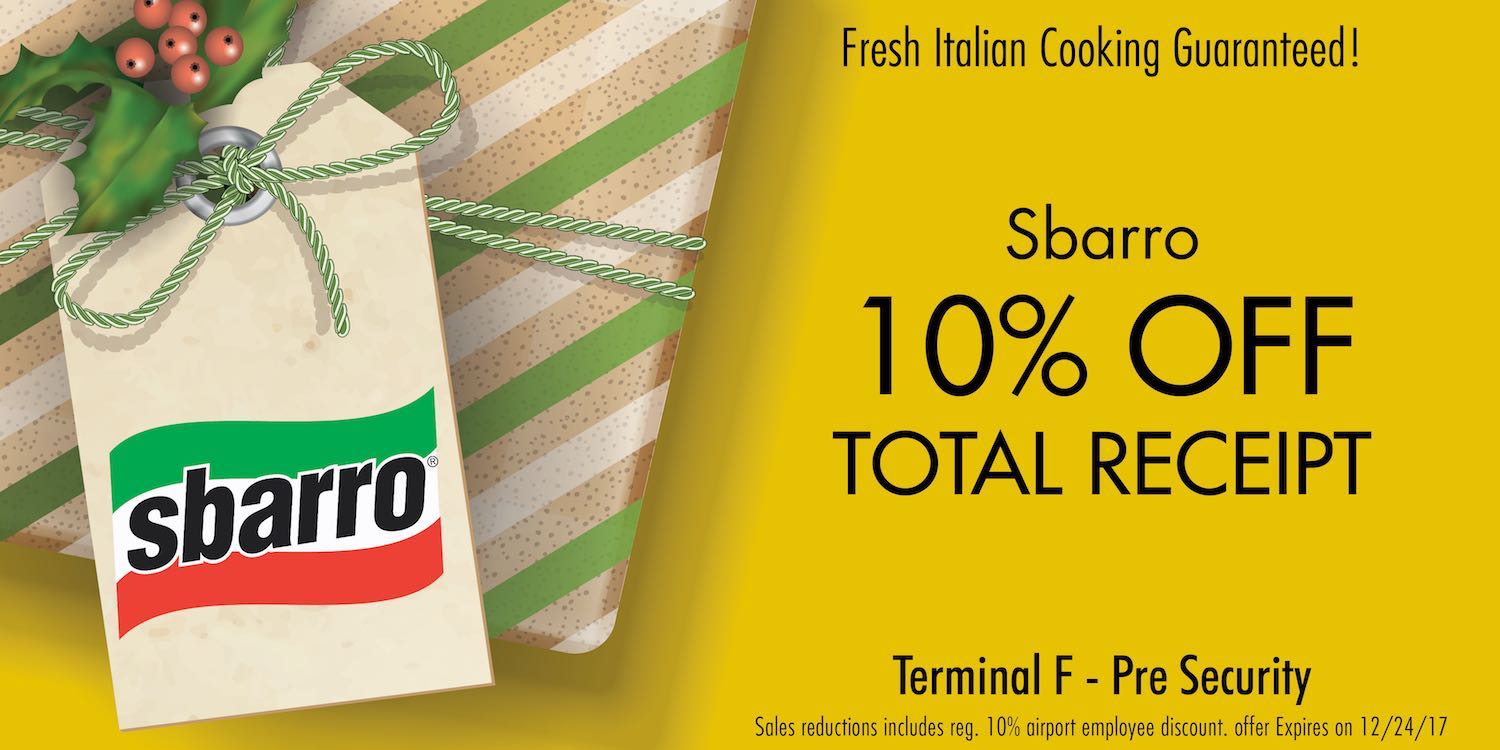 sbarro®
Fresh Italian Cooking Guaranteed!
Sbarro
10% OFF
TOTAL RECEIPT
Terminal F - Pre Security
Sales reductions includes reg. 10% airport employee discount. offer Expires on 12/24/17